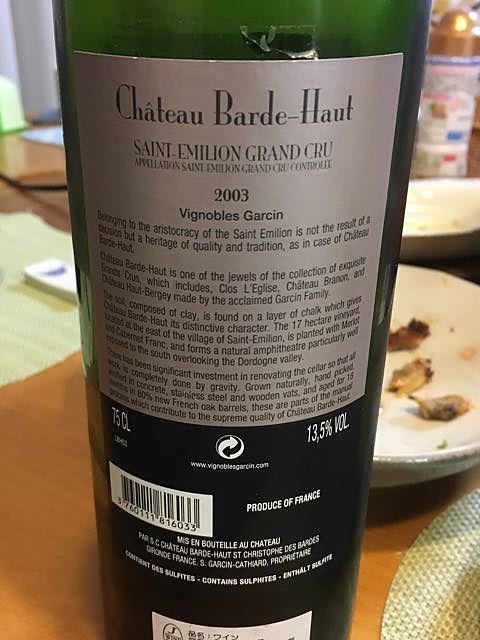 Château Barde-Haut
SAINT-EMILION GRAND CRU
APPELLATION SAINT-EMILION GRAND CRU CONTROLEE
2003
Vignobles Garcin
Belonging to the aristocracy of the Saint Emilion is not the result of a
decision but a heritage of quality and tradition, as in case of Château
Barde-Haut.
Château Barde-Haut is one of the jewels of the collection of exquisite
Grands Crus, which includes, Clos L'Eglise, Château Branon, and
Château Haut-Bergey made by the acclaimed Garcin Family.
The soil, composed of clay, is found on a layer of chalk which gives
Château Barde-Haut its distinctive character. The 17 hectare vineyard,
located at the east of the village of Saint-Emilion, is planted with Merlot
and Cabernet Franc, and forms a natural amphitheatre particularly well
exposed to the south overlooking the Dordogne valley.
There has been significant investment in renovating the cellar so that all
work is completely done by gravity. Grown naturally, hand picked,
worked in concrete, stainless steel and wooden vats, and aged for 18
months in 80% new French oak barrels, these are parts of the manual
process which contribute to the supreme quality of Château Barde-Haut.
75 CL
13,5% VOL.
www.vignoblesgarcin.com
3 760111 816033
PRODUCE OF FRANCE
MIS EN BOUTEILLE AU CHATEAU
PAR S·C CHÂTEAU BARDE-HAUT ST CHRISTOPHE DES BARDES
GIRONDE FRANCE. S. GARCIN-CATHIARD, PROPRIÉTAIRE
CONTIENT DES SULFITES - CONTAINS SULPHITES - ENTHÄLT SULFITE
品名：ワイン